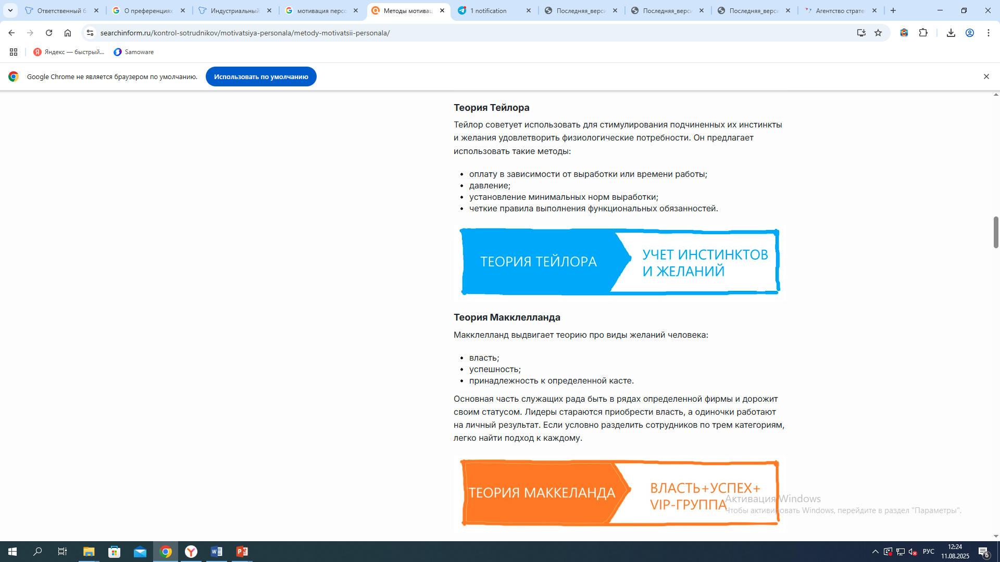 Ответственный б
О преференциях
Индустриальный
мотивация персо
Методы мотивац
1 notification
Последняя_верси
Последняя_верси
Последняя_верси
Агентство страте
searchinform.ru/kontrol-sotrudnikov/motivatsiya-personala/metody-motivatsii-personala/
Яндекс — быстрый...
Samoware
Google Chrome не является браузером по умолчанию.
Использовать по умолчанию
Теория Тейлора
Тейлор советует использовать для стимулирования подчиненных их инстинкты
и желания удовлетворить физиологические потребности. Он предлагает
использовать такие методы:
оплату в зависимости от выработки или времени работы;
давление;
установление минимальных норм выработки;
четкие правила выполнения функциональных обязанностей.
ТЕОРИЯ ТЕЙЛОРА
УЧЕТ ИНСТИНКТОВ
И ЖЕЛАНИЙ
Теория Макклелланда
Макклелланд выдвигает теорию про виды желаний человека:
власть;
успешность;
принадлежность к определенной касте.
Основная часть служащих рада быть в рядах определенной фирмы и дорожит
своим статусом. Лидеры стараются приобрести власть, а одиночки работают
на личный результат. Если условно разделить сотрудников по трем категориям,
легко найти подход к каждому.
ТЕОРИЯ МАККЕЛАНДА
ВЛАСТЬ+УСПЕХ+
VIP-ГРУППА
Активация Windows
Чтобы активировать Windows, перейдите в раздел "Параметры".
РУС
12:24
11.08.2025
6